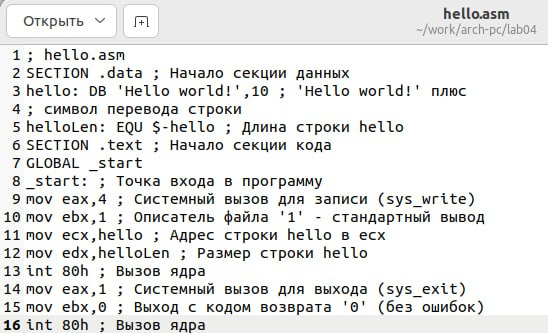 Открыть
hello.asm
~/work/arch-pc/lab04
1 ; hello.asm
2 SECTION .data ; Начало секции данных
3 hello: DB 'Hello world!',10 ; 'Hello world!' плюс
4 ; символ перевода строки
5 helloLen: EQU $-hello ; Длина строки hello
6 SECTION .text ; Начало секции кода
7 GLOBAL _start
8 _start: ; Точка входа в программу
9 mov eax,4 ; Системный вызов для записи (sys_write)
10 mov ebx,1 ; Описатель файла '1' - стандартный вывод
11 mov ecx,hello ; Адрес строки hello в ecx
12 mov edx,helloLen ; Размер строки hello
13 int 80h ; Вызов ядра
14 mov eax,1 ; Системный вызов для выхода (sys_exit)
15 mov ebx,0 ; Выход с кодом возврата '0' (без ошибок)
16 int 80h ; Вызов ядра